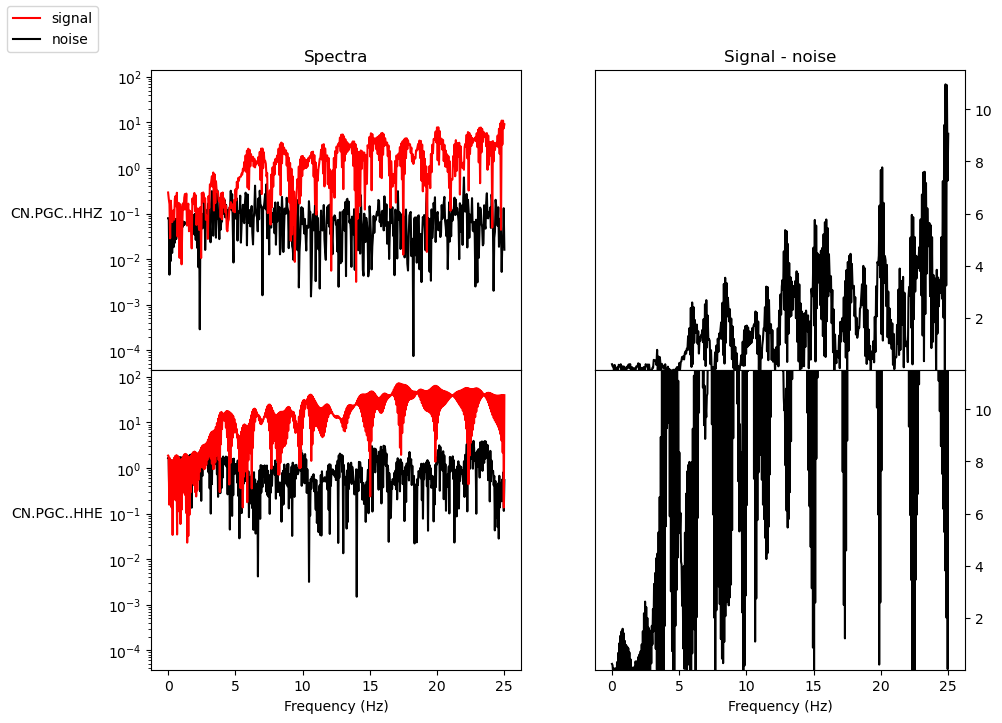 signal
noise
Spectra
Signal - noise
10²
10¹
10⁰
10⁻¹
10⁻²
10⁻³
10⁻⁴
CN.PGC..HHZ
10
8
6
4
2
10²
10¹
10⁰
10⁻¹
10⁻²
10⁻³
10⁻⁴
CN.PGC..HHE
10
8
6
4
2
0 5 10 15 20 25
0 5 10 15 20 25
Frequency (Hz)
Frequency (Hz)